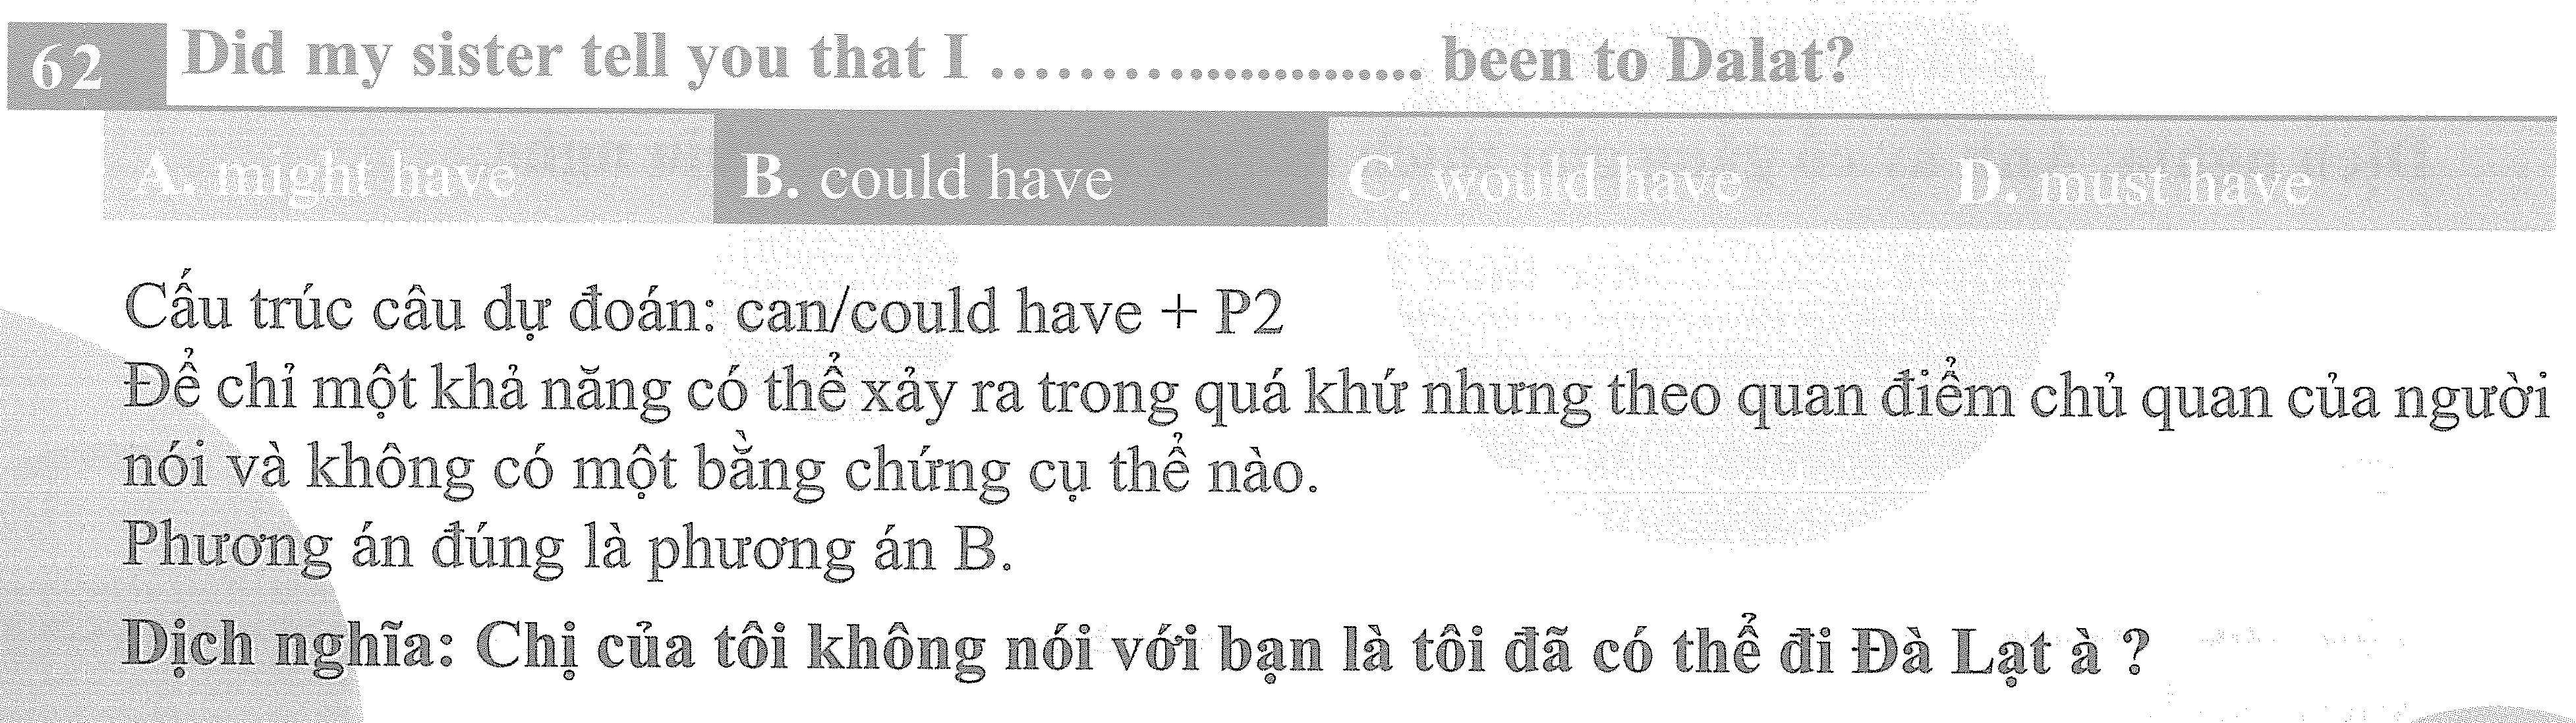 62 Did my sister tell you that I ........................ been to Dalat?
A. might have B. could have C. would have D. must have
Cấu trúc câu dự đoán: can/could have + P2
Để chỉ một khả năng có thể xảy ra trong quá khứ nhưng theo quan điểm chủ quan của người
nói và không có một bằng chứng cụ thể nào.
Phương án đúng là phương án B.
Dịch nghĩa: Chị của tôi không nói với bạn là tôi đã có thể đi Đà Lạt à ?